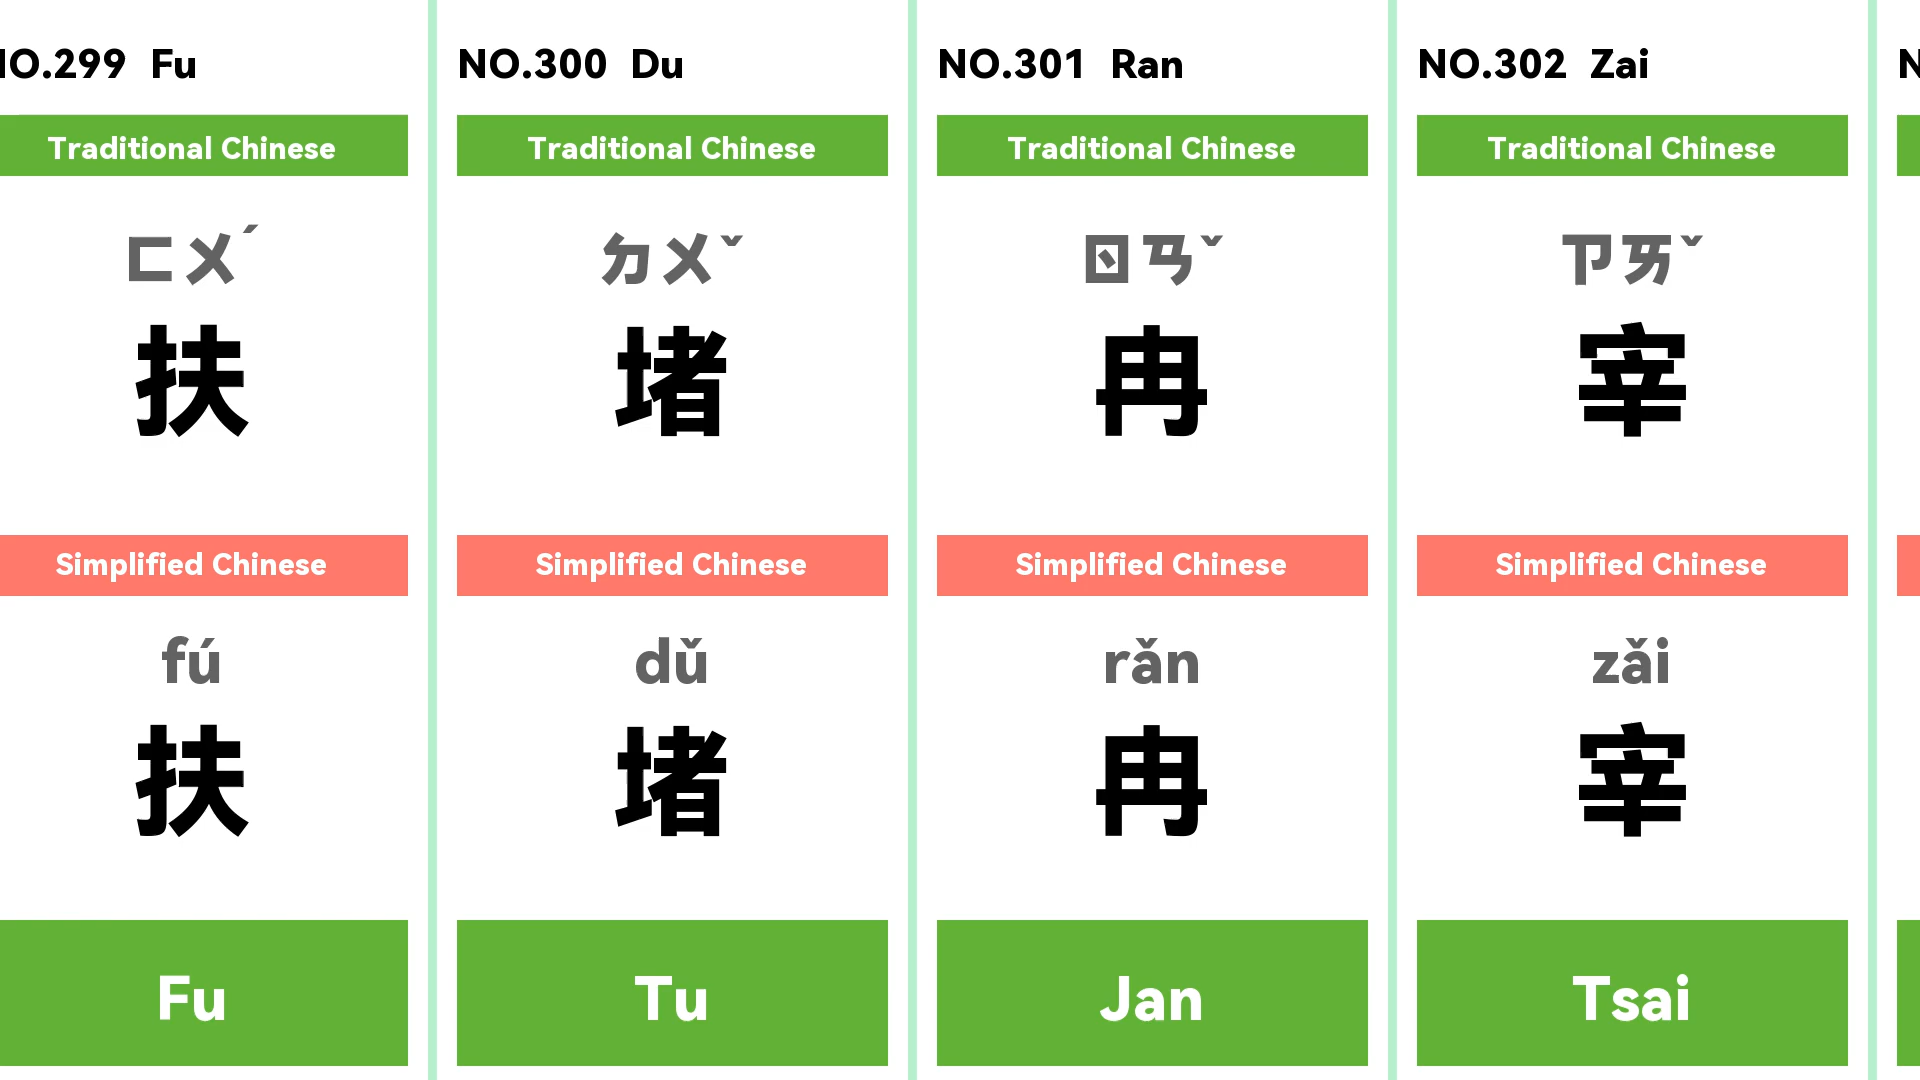 NO.299 Fu
Traditional Chinese
ㄈㄨˊ
扶
Simplified Chinese
fú
扶
Fu
NO.300 Du
Traditional Chinese
ㄉㄨˇ
堵
Simplified Chinese
dǔ
堵
Tu
NO.301 Ran
Traditional Chinese
ㄖㄢˇ
冉
Simplified Chinese
rǎn
冉
Jan
NO.302 Zai
Traditional Chinese
ㄗㄞˇ
宰
Simplified Chinese
zǎi
宰
Tsai